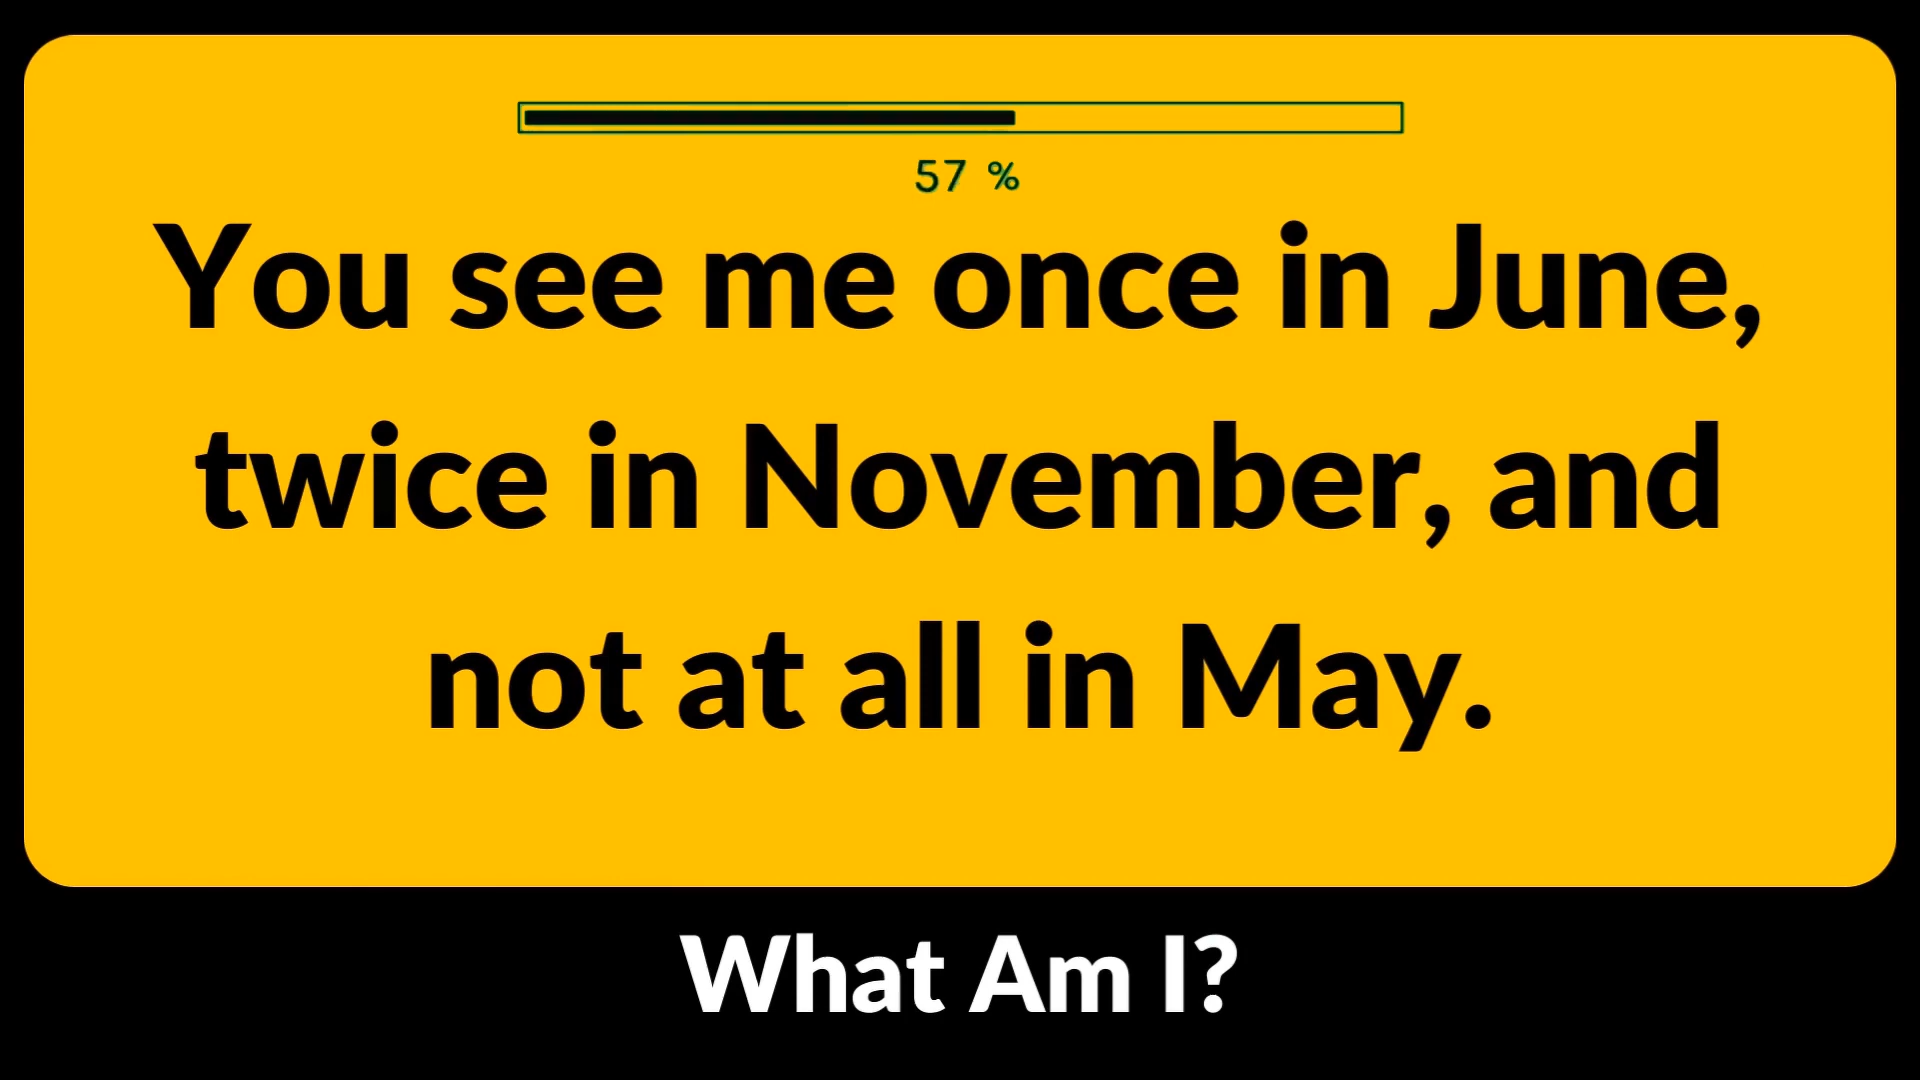 57 %
You see me once in June,
twice in November, and
not at all in May.
What Am I?